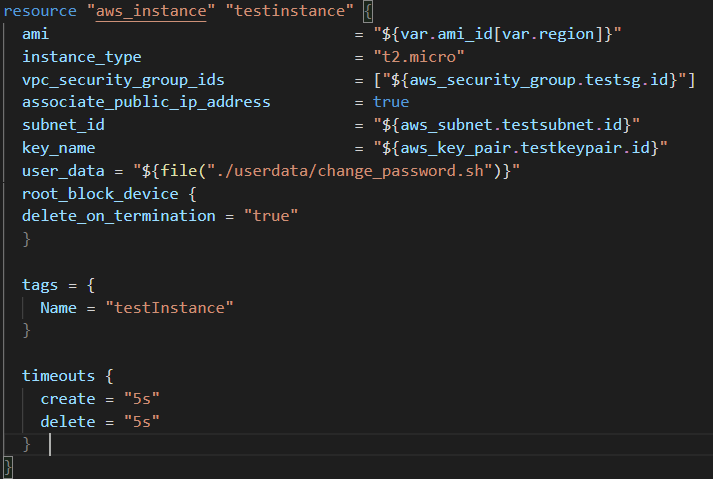 resource "aws_instance" "testinstance" {
ami = "${var.ami_id[var.region]}"
instance_type = "t2.micro"
vpc_security_group_ids = ["${aws_security_group.testsg.id}"]
associate_public_ip_address = true
subnet_id = "${aws_subnet.testsubnet.id}"
key_name = "${aws_key_pair.testkeypair.id}"
user_data = "${file("./userdata/change_password.sh")}"
root_block_device {
delete_on_termination = "true"
}
tags = {
Name = "testInstance"
}
timeouts {
create = "5s"
delete = "5s"
}
}